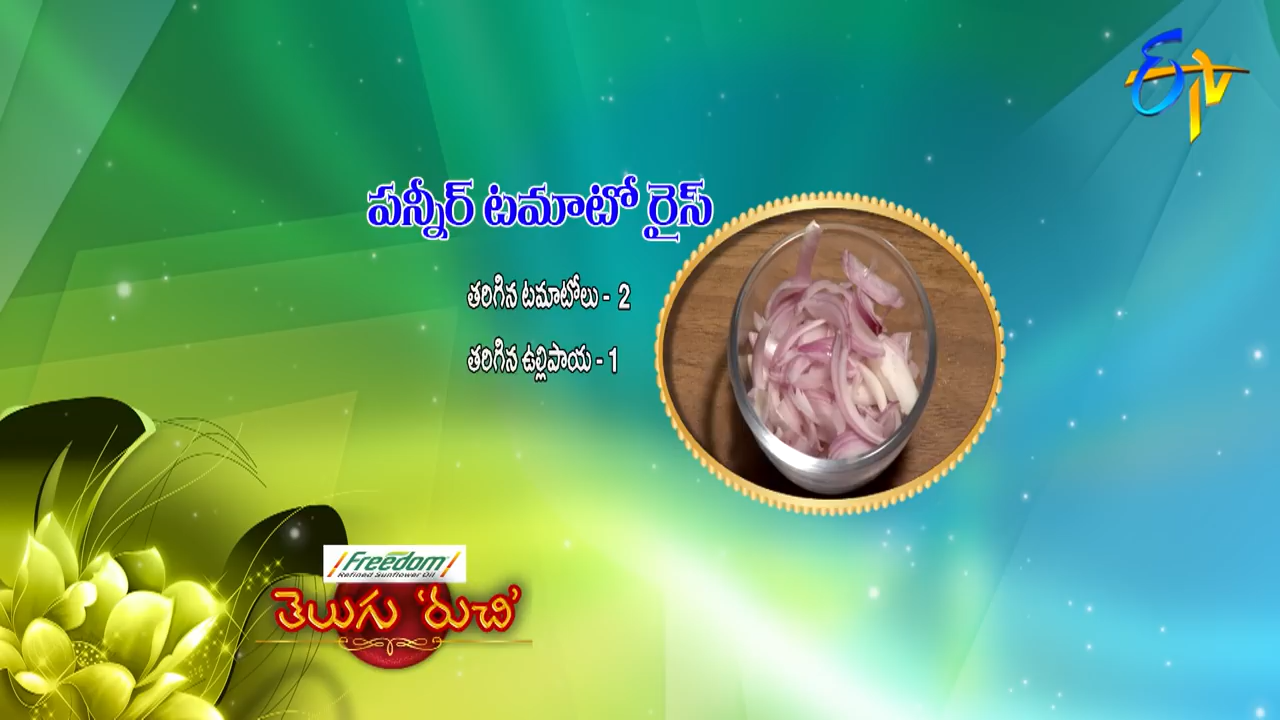 ETV
పన్నీర్ టమాటో రైస్
తరిగిన టమాటోలు - 2
తరిగిన ఉల్లిపాయ - 1
Freedom
Refined Sunflower Oil
తెలుగు 'రుచి'